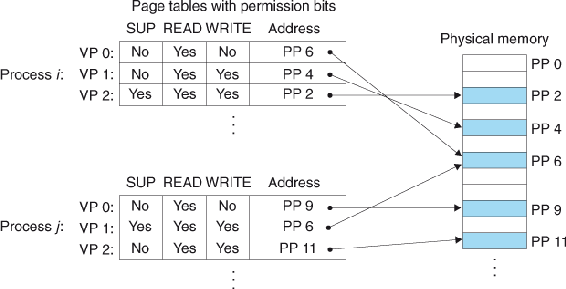 Page tables with permission bits
SUP READ WRITE Address
Physical memory
VP 0: No Yes No PP 6
PP 0
Process i: VP 1: No Yes Yes PP 4
VP 2: Yes Yes Yes PP 2
PP 2
PP 4
PP 6
SUP READ WRITE Address
VP 0: No Yes No PP 9
PP 9
Process j: VP 1: Yes Yes Yes PP 6
VP 2: No Yes Yes PP 11
PP 11